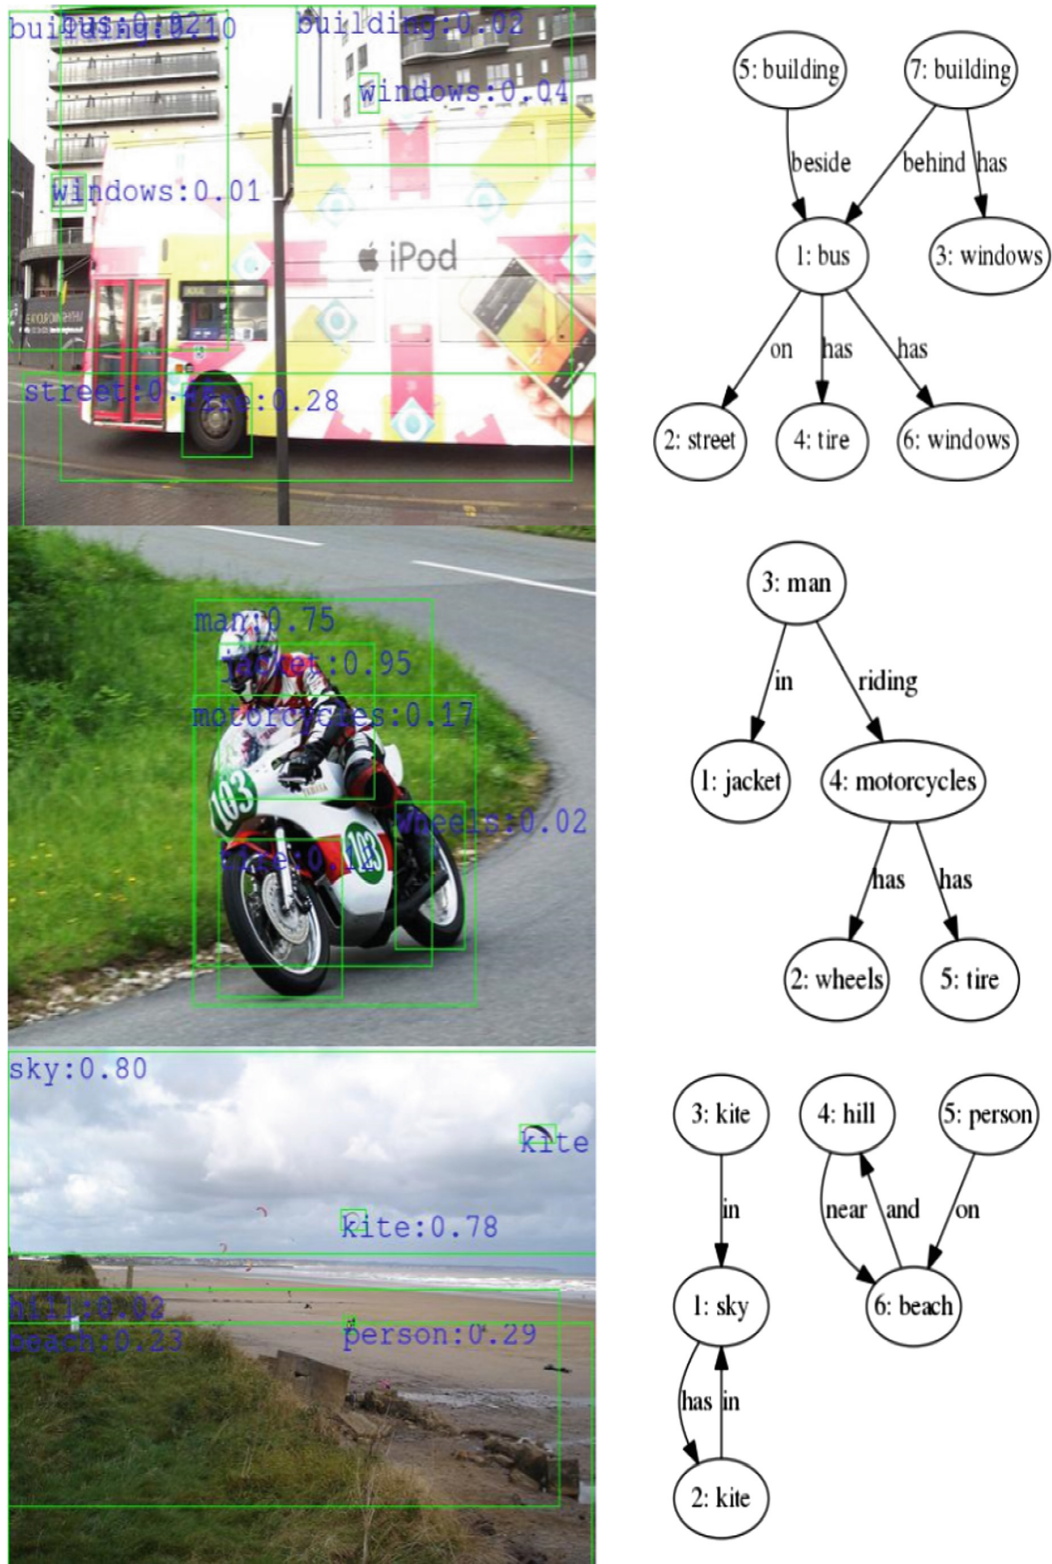 building:0.10
building:0.02
windows:0.04
windows:0.01
iPod
street:0.
tire:0.28
5: building
7: building
beside
behind
has
1: bus
3: windows
on
has
has
2: street
4: tire
6: windows
man:0.75
jacket:0.95
motorcycles:0.17
103
103
wheels:0.02
3: man
in
riding
1: jacket
4: motorcycles
has
has
2: wheels
5: tire
sky:0.80
kite
kite:0.78
hill:0.02
beach:0.23
person:0.29
3: kite
4: hill
5: person
in
near
and
on
1: sky
6: beach
has
in
2: kite